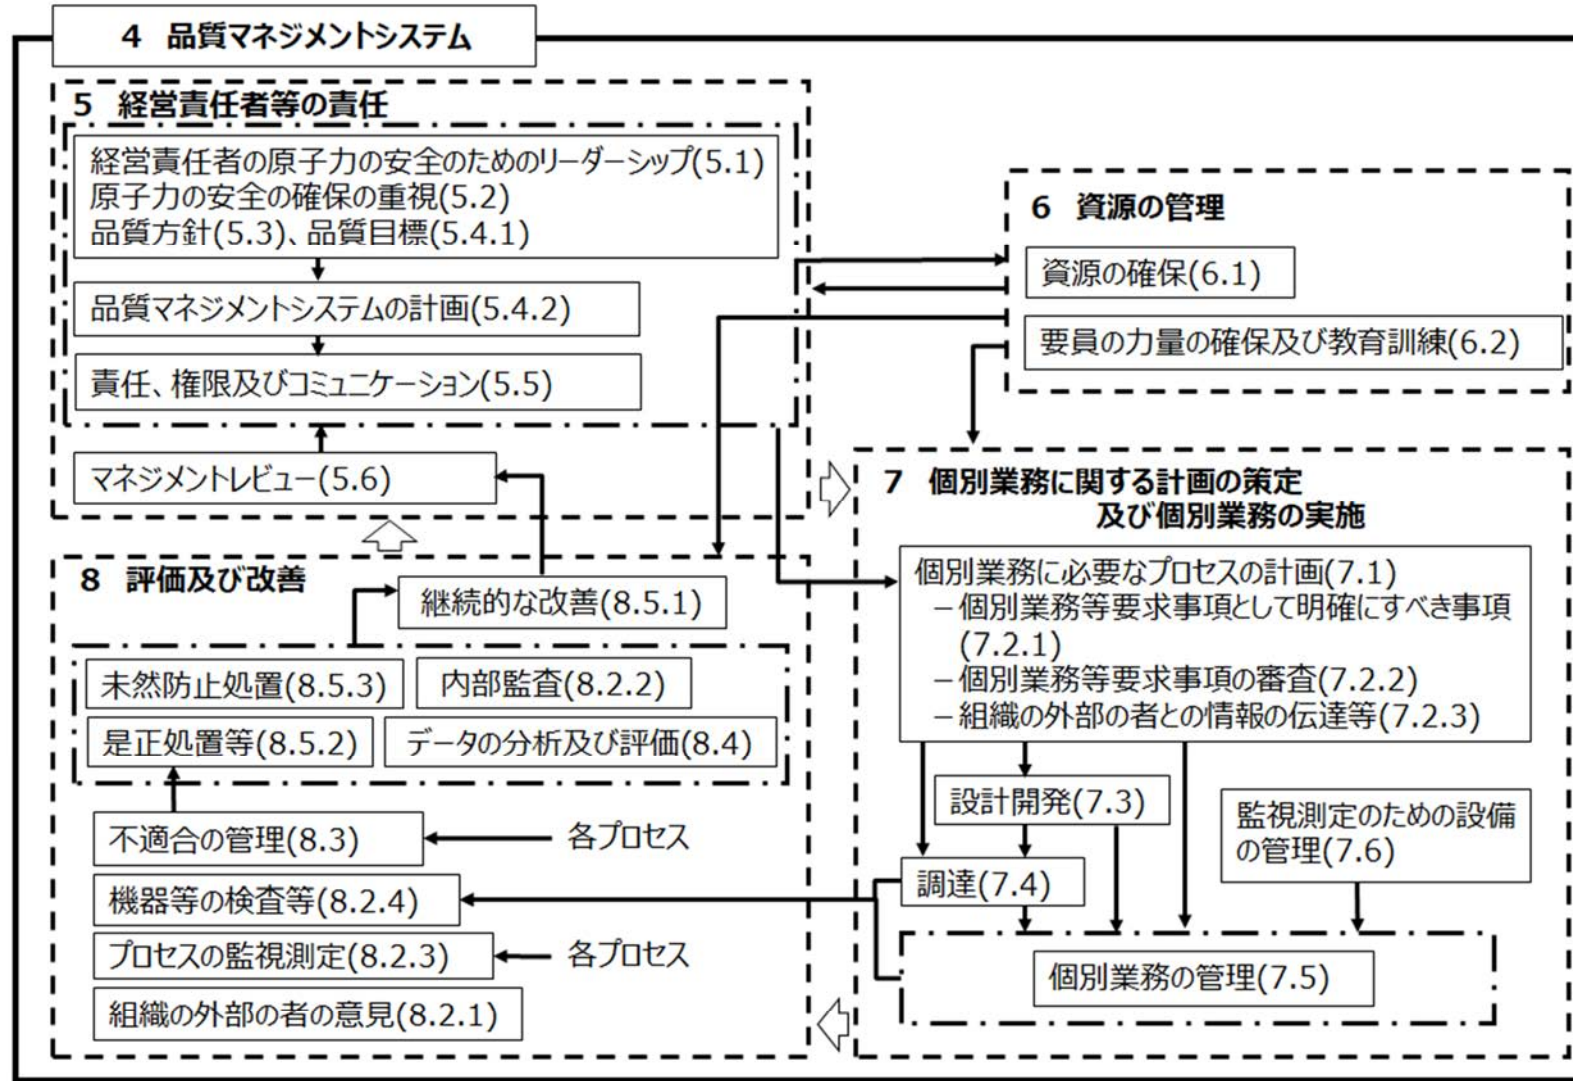 4 品質マネジメントシステム
5 経営責任者等の責任
経営責任者の原子力の安全のためのリーダーシップ(5.1)
原子力の安全の確保の重視(5.2)
品質方針(5.3)、品質目標(5.4.1)
品質マネジメントシステムの計画(5.4.2)
責任、権限及びコミュニケーション(5.5)
マネジメントレビュー(5.6)
6 資源の管理
資源の確保(6.1)
要員の力量の確保及び教育訓練(6.2)
7 個別業務に関する計画の策定
及び個別業務の実施
個別業務に必要なプロセスの計画(7.1)
－個別業務等要求事項として明確にすべき事項
(7.2.1)
－個別業務等要求事項の審査(7.2.2)
－組織の外部の者との情報の伝達等(7.2.3)
設計開発(7.3)
監視測定のための設備
の管理(7.6)
調達(7.4)
個別業務の管理(7.5)
8 評価及び改善
継続的な改善(8.5.1)
未然防止処置(8.5.3)
内部監査(8.2.2)
是正処置等(8.5.2)
データの分析及び評価(8.4)
不適合の管理(8.3)
各プロセス
機器等の検査等(8.2.4)
プロセスの監視測定(8.2.3)
各プロセス
組織の外部の者の意見(8.2.1)